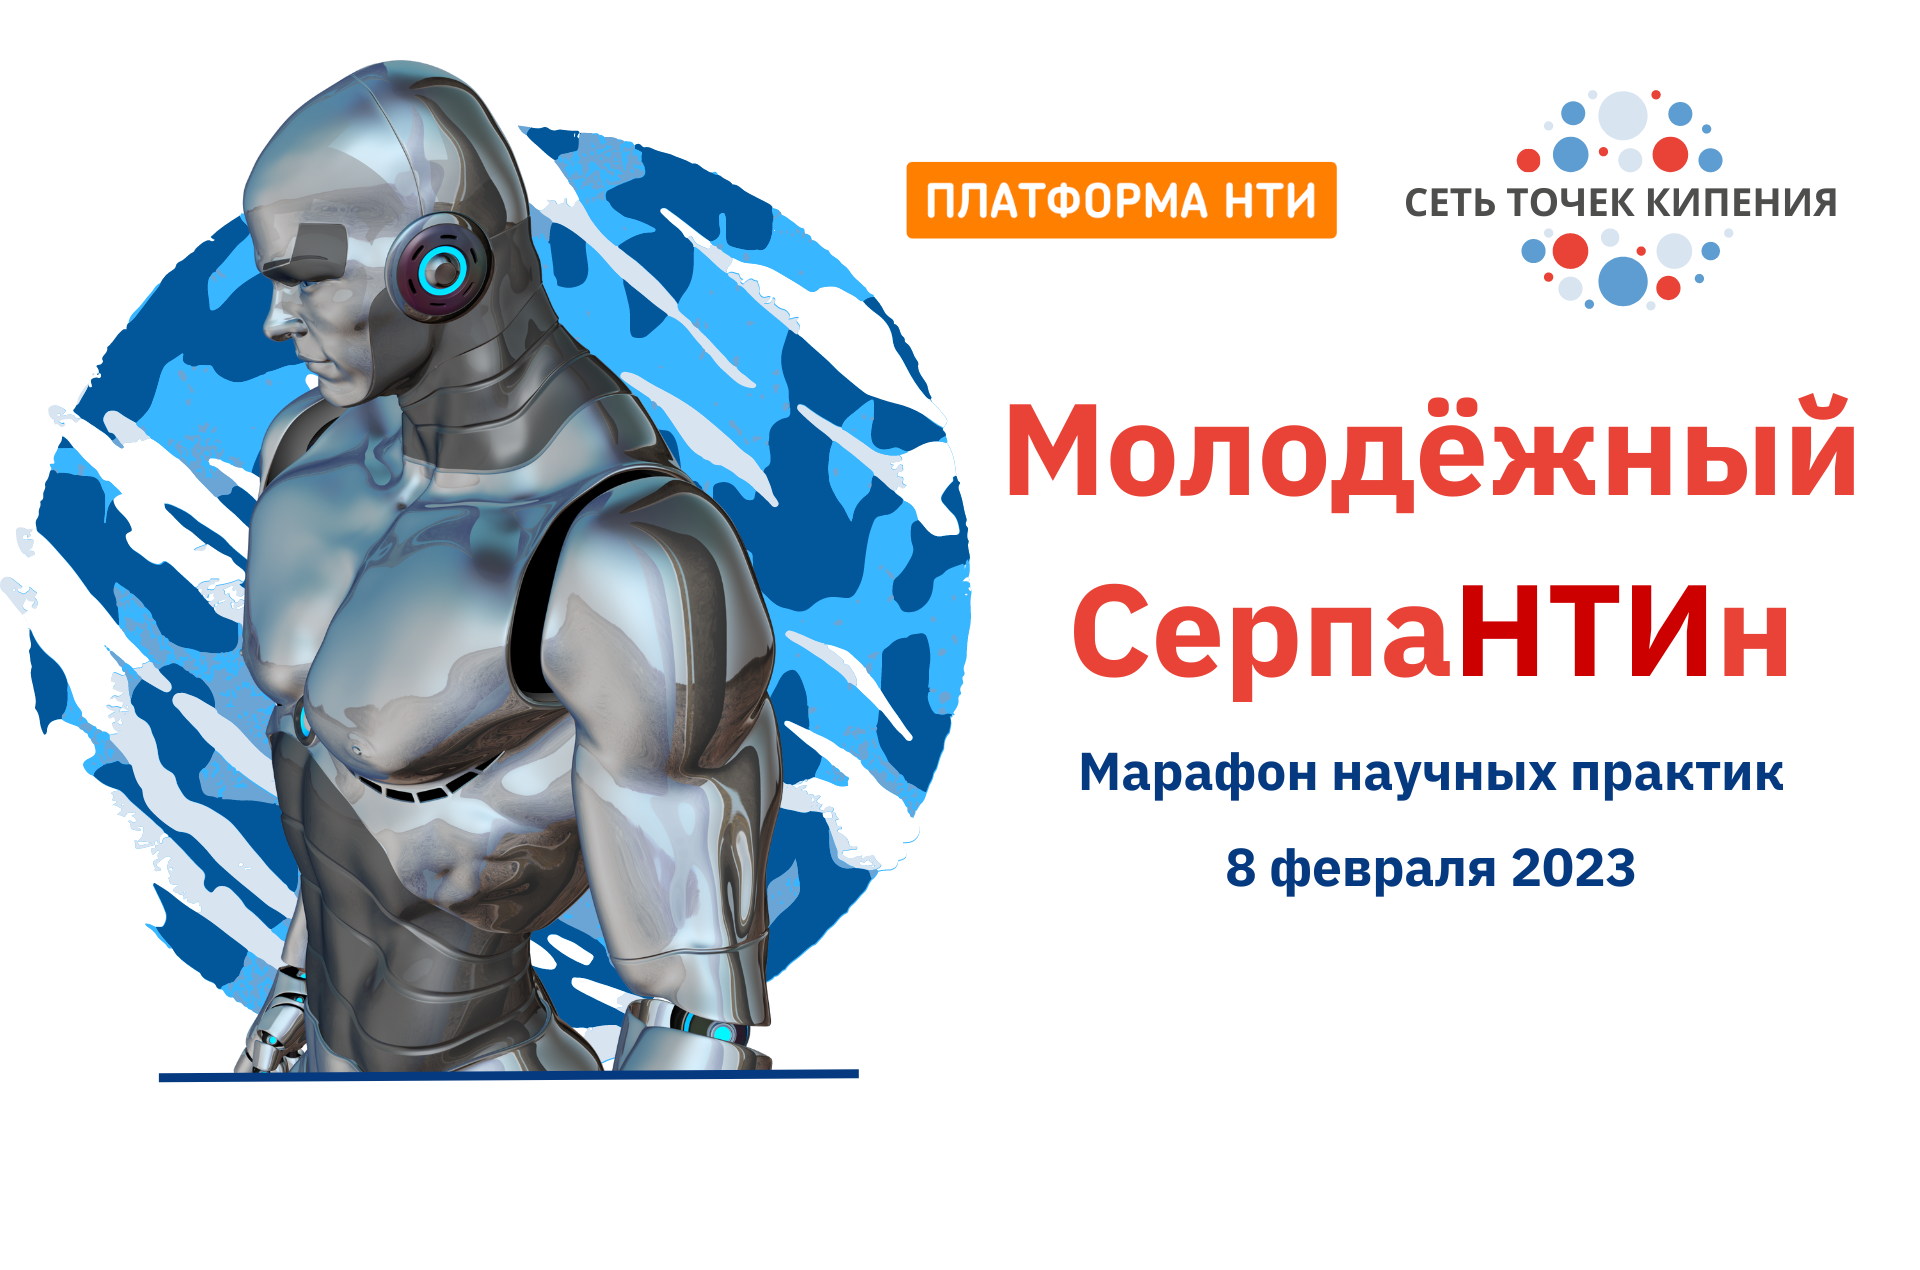 ПЛАТФОРМА НТИ
СЕТЬ ТОЧЕК КИПЕНИЯ
Молодёжный
СерпаНТИн
Марафон научных практик
8 февраля 2023